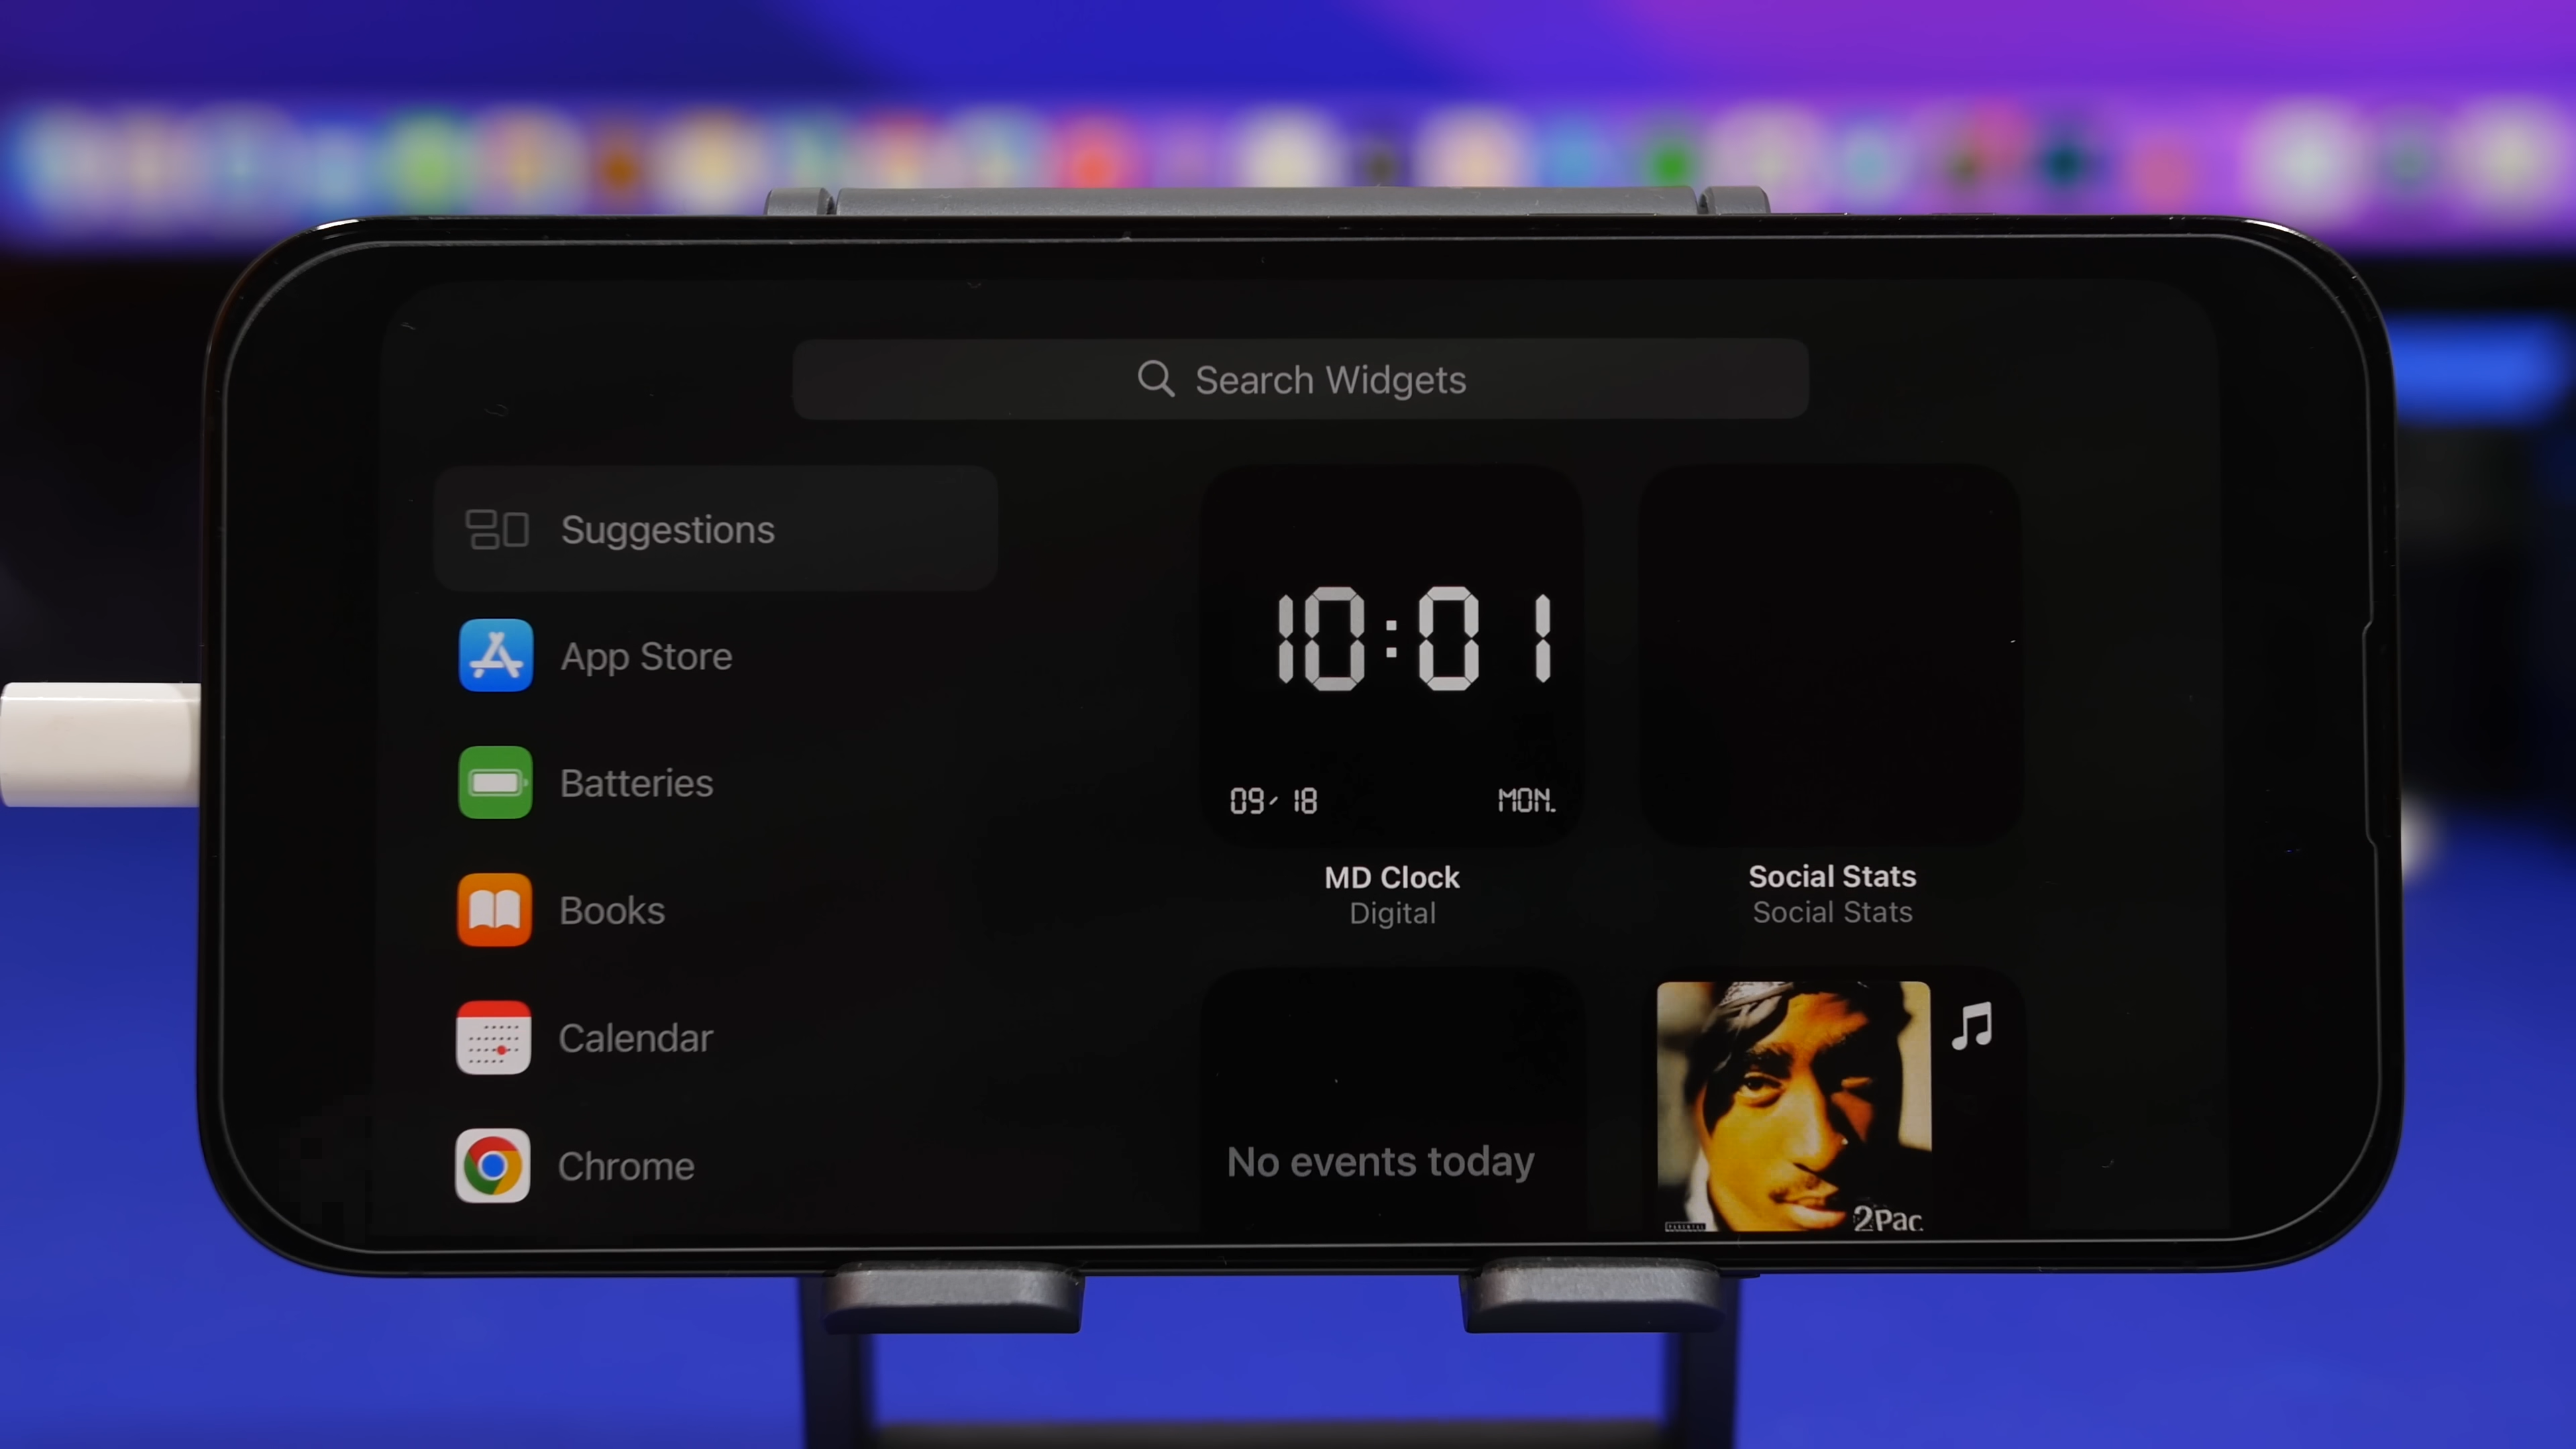 Search Widgets
Suggestions
App Store
Batteries
Books
Calendar
Chrome
10:01
09/ 18 MON.
MD Clock
Digital
Social Stats
Social Stats
No events today
2Pac